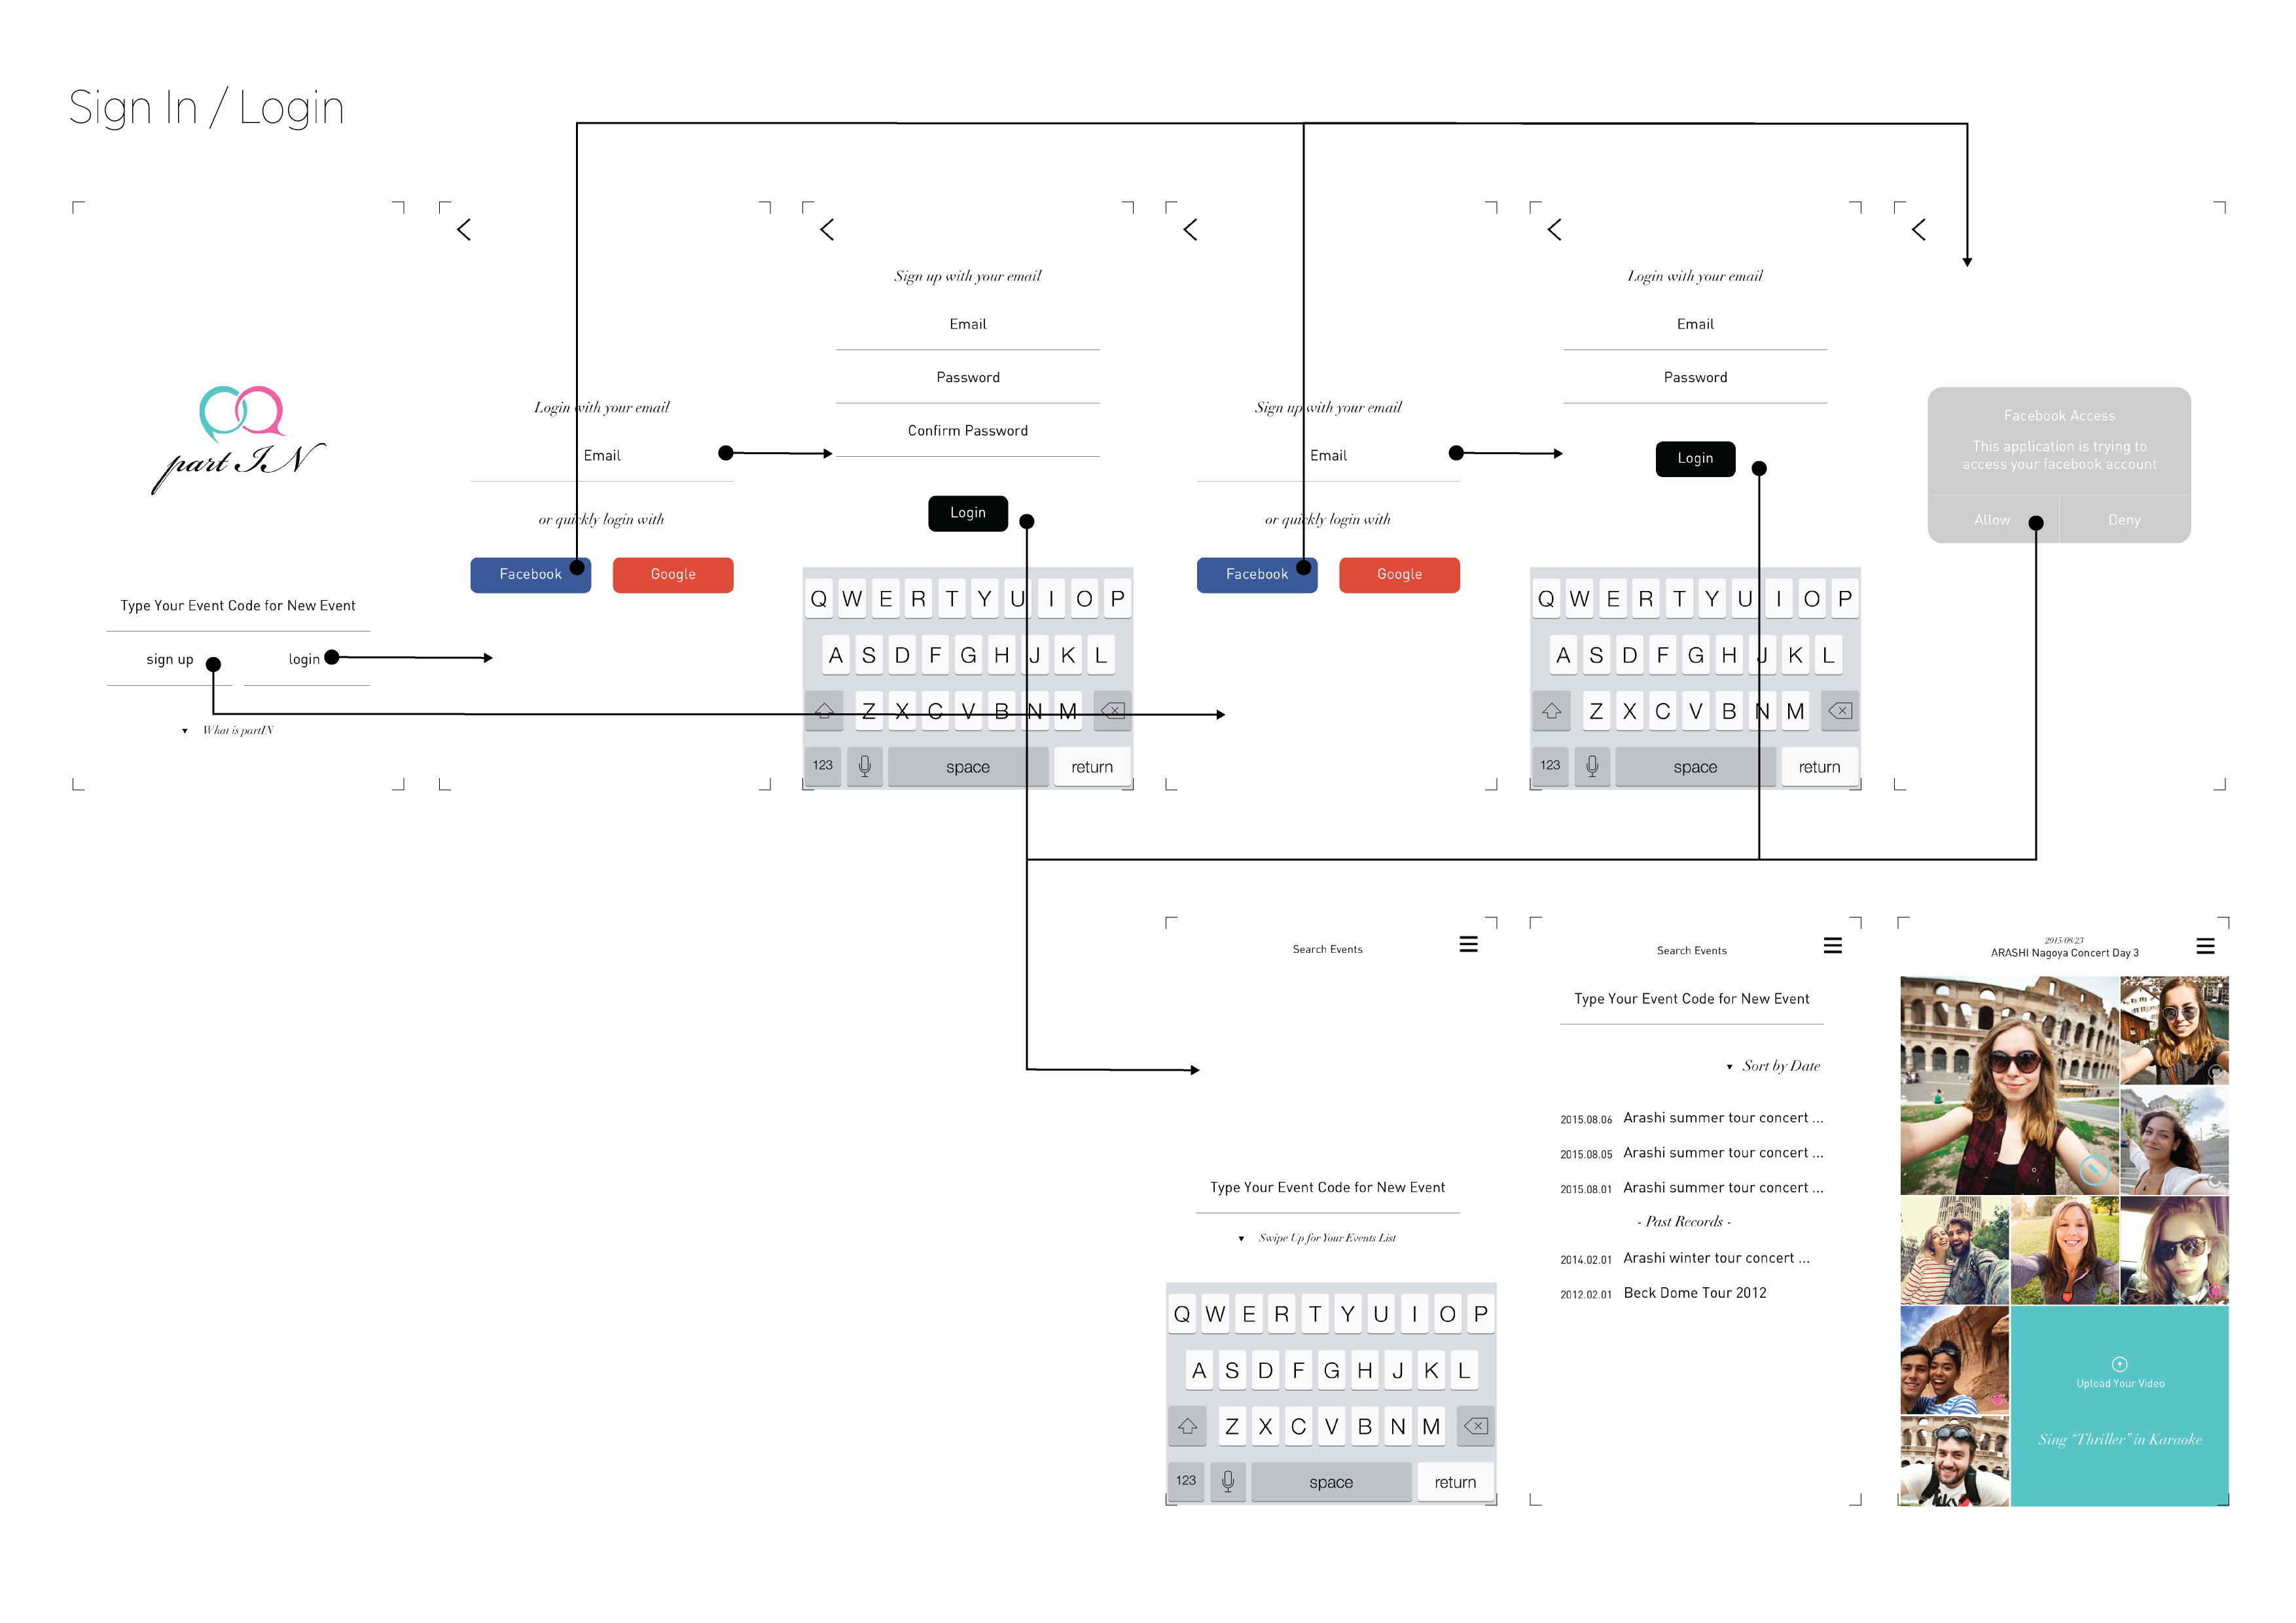 Sign In / Login
part IN
Type Your Event Code for New Event
sign up
login
What is partIN
Login with your email
Email
or quickly login with
Facebook
Google
Sign up with your email
Email
Password
Confirm Password
Login
Q W E R T Y U I O P
A S D F G H J K L
Z X C V B N M
123
space
return
Sign up with your email
Email
or quickly login with
Facebook
Google
Login with your email
Email
Password
Login
Q W E R T Y U I O P
A S D F G H J K L
Z X C V B N M
123
space
return
Facebook Access
This application is trying to
access your facebook account
Allow
Deny
Search Events
Type Your Event Code for New Event
Swipe Up for Your Events List
Q W E R T Y U I O P
A S D F G H J K L
Z X C V B N M
123
space
return
Search Events
Type Your Event Code for New Event
Sort by Date
2015.08.06 Arashi summer tour concert ...
2015.08.05 Arashi summer tour concert ...
2015.08.01 Arashi summer tour concert ...
- Past Records -
2014.02.01 Arashi winter tour concert ...
2012.02.01 Beck Dome Tour 2012
2015/08/23
ARASHI Nagoya Concert Day 3
Upload Your Video
Sing “Thriller” in Karaoke